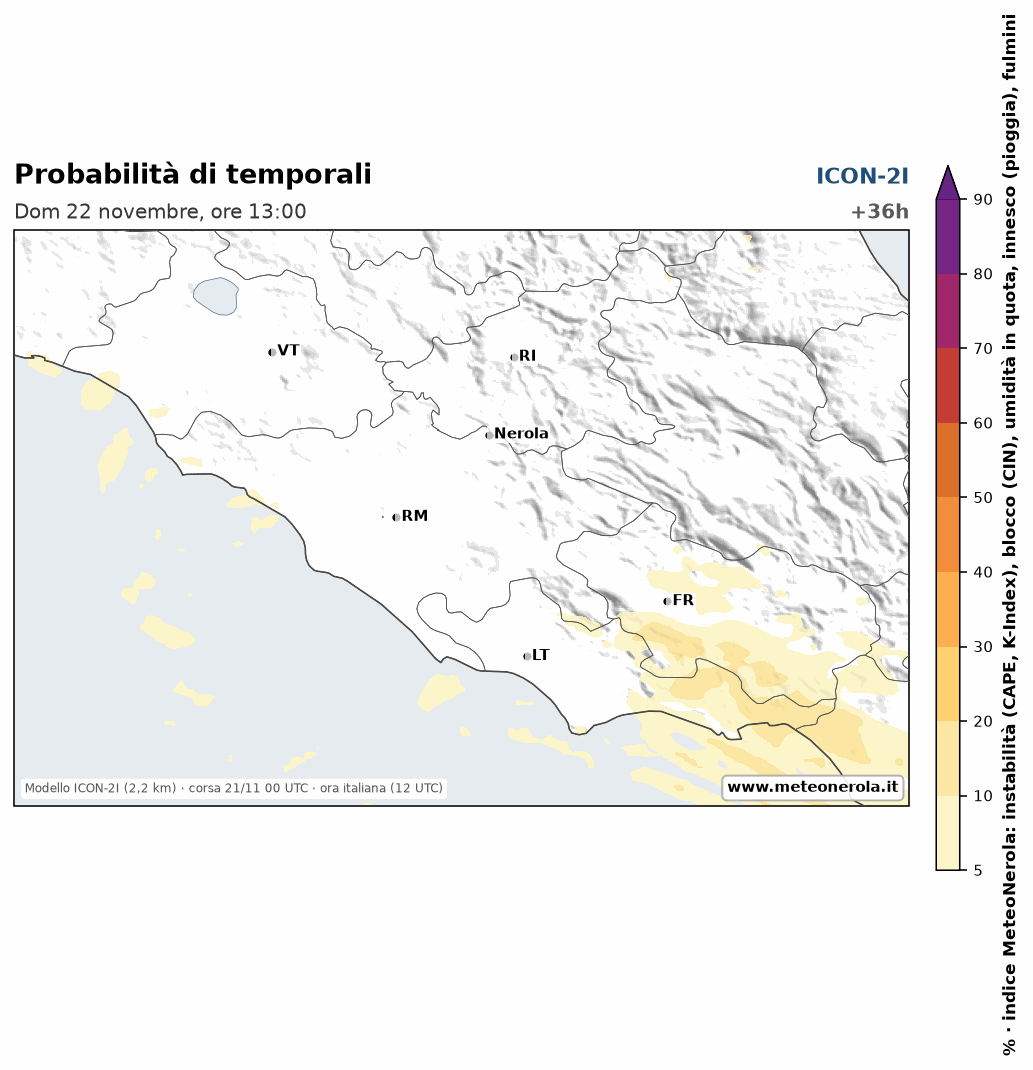 Probabilità di temporali
ICON-2I
Dom 22 novembre, ore 13:00
+36h
VT
RI
Nerola
RM
FR
LT
Modello ICON-2I (2,2 km) · corsa 21/11 00 UTC · ora italiana (12 UTC)
www.meteonerola.it
90
80
70
60
50
40
30
20
10
5
% · indice MeteoNerola: instabilità (CAPE, K-Index), blocco (CIN), umidità in quota, innesco (pioggia), fulmini